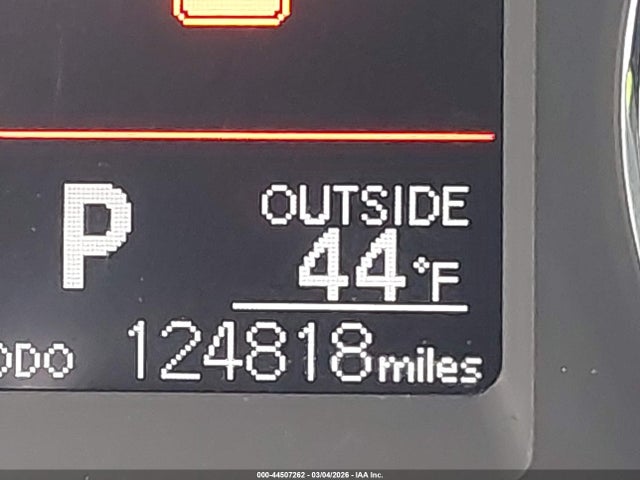 P
OUTSIDE
44°F
ODO 124818 miles
000-44507262 - 03/04/2026 - IAA Inc.